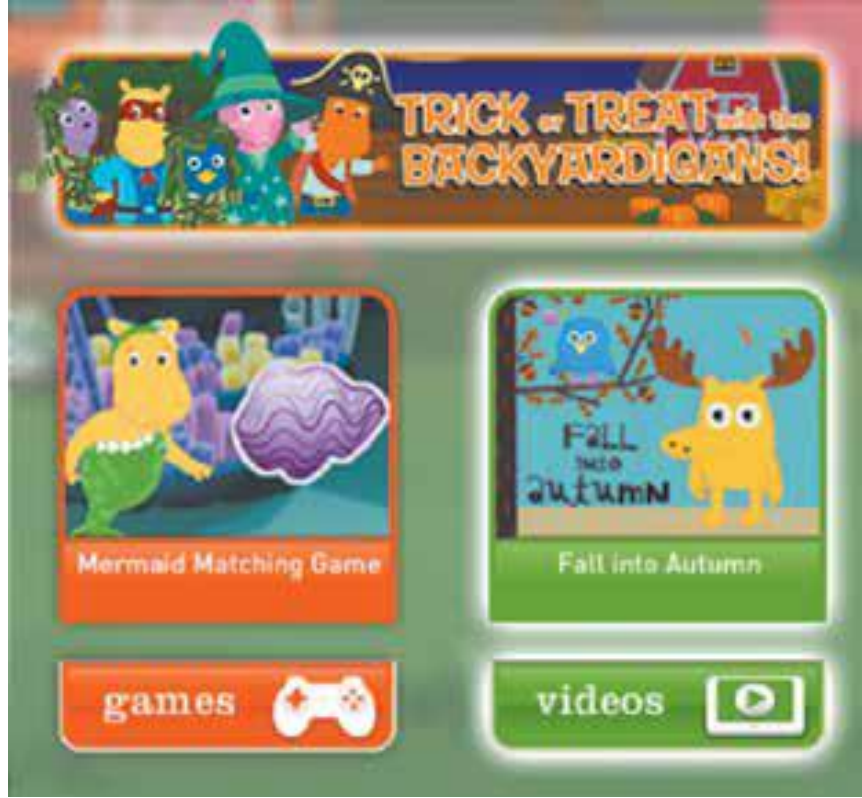 TRICK or TREAT with the
BACKYARDIGANS!
FALL
INTO
autumn
Mermaid Matching Game
Fall into Autumn
games
videos